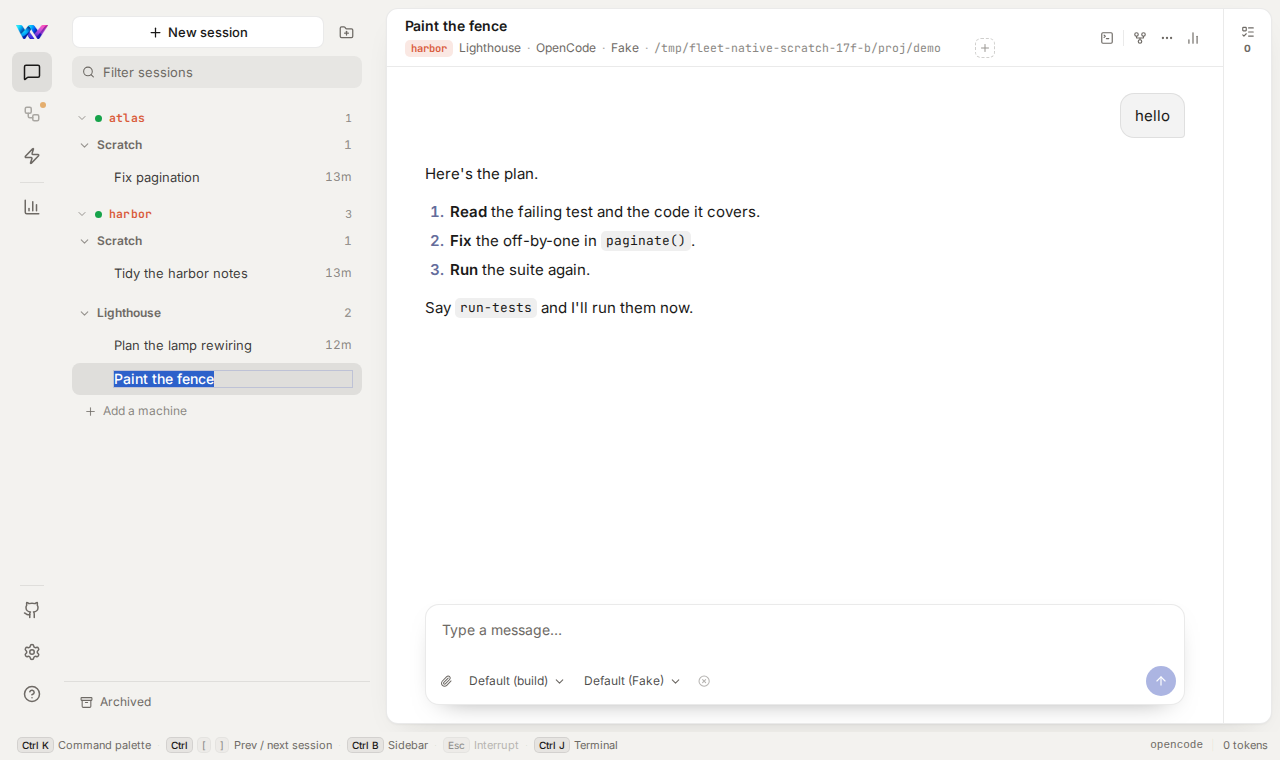 New session
Filter sessions
atlas 1
Scratch 1
Fix pagination 13m
harbor 3
Scratch 1
Tidy the harbor notes 13m
Lighthouse 2
Plan the lamp rewiring 12m
Paint the fence
Add a machine
Archived
Paint the fence
harbor Lighthouse · OpenCode · Fake · /tmp/fleet-native-scratch-17f-b/proj/demo
0
hello
Here's the plan.
1. Read the failing test and the code it covers.
2. Fix the off-by-one in paginate().
3. Run the suite again.
Say run-tests and I'll run them now.
Type a message...
Default (build) Default (Fake)
Ctrl K Command palette Ctrl [ ] Prev / next session Ctrl B Sidebar Esc Interrupt Ctrl J Terminal opencode 0 tokens